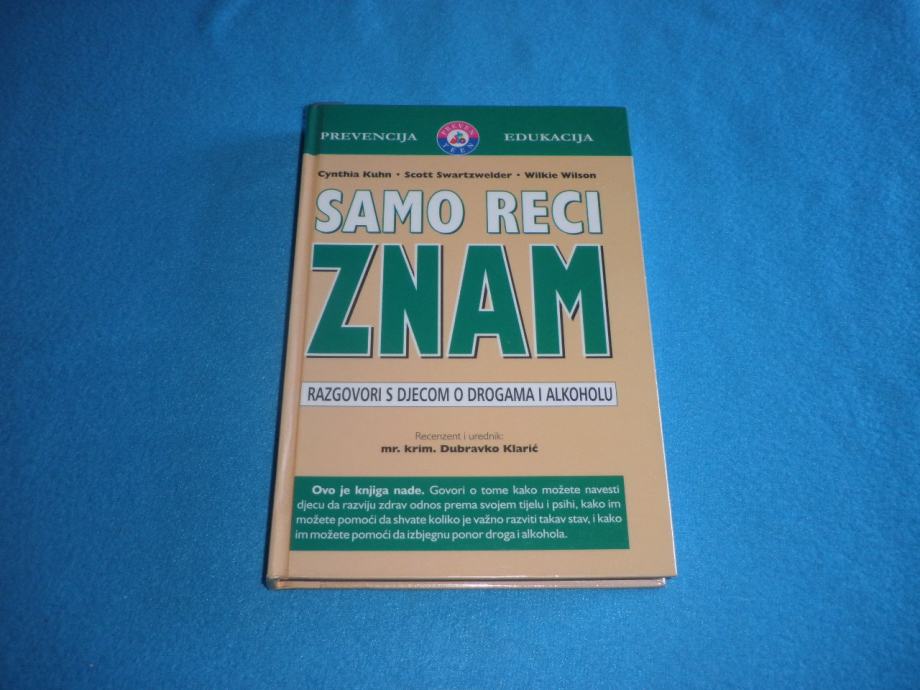 PREVENCIJA PREVEN TEEN EDUKACIJA
Cynthia Kuhn • Scott Swartzwelder • Wilkie Wilson
SAMO RECI
ZNAM
RAZGOVORI S DJECOM O DROGAMA I ALKOHOLU
Recenzent i urednik:
mr. krim. Dubravko Klarić
Ovo je knjiga nade. Govori o tome kako možete navesti
djecu da razviju zdrav odnos prema svojem tijelu i psihi, kako im
možete pomoći da shvate koliko je važno razviti takav stav, i kako
im možete pomoći da izbjegnu ponor droga i alkohola.